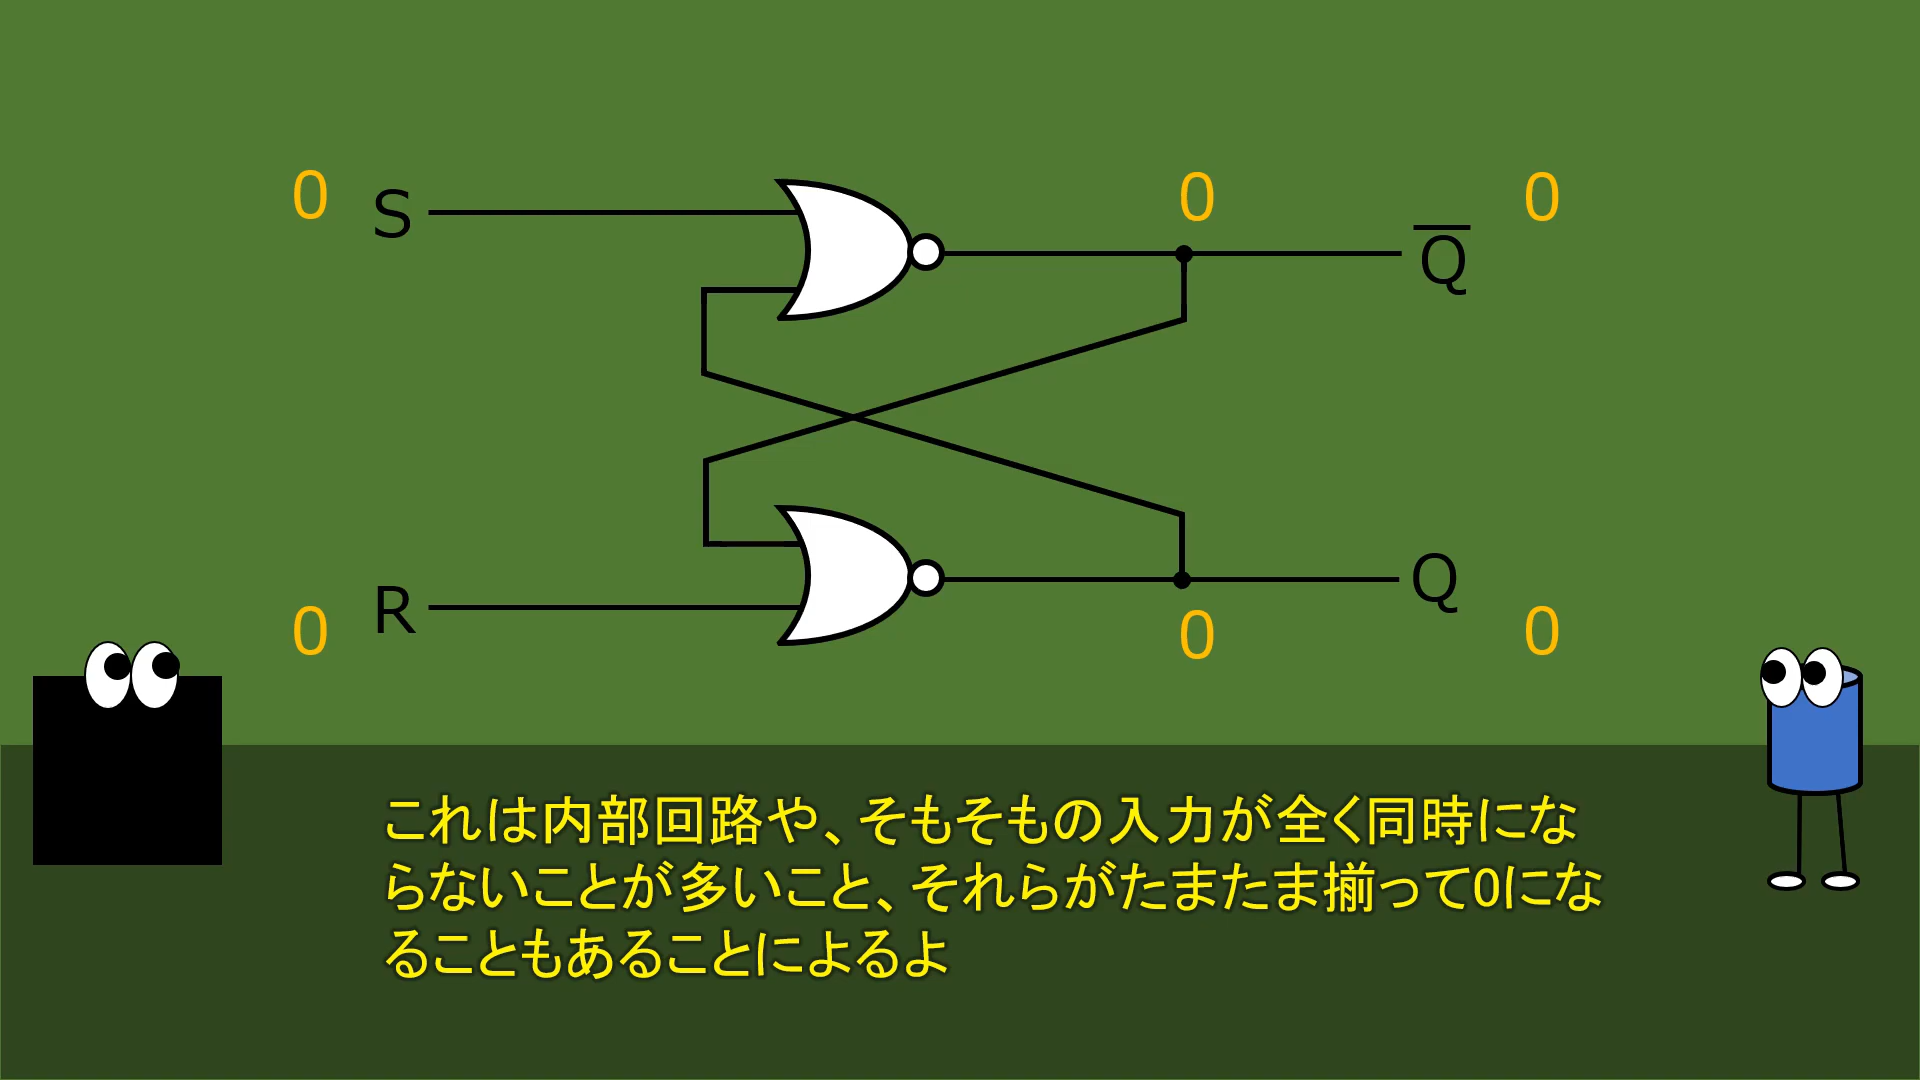 0 S 0 0
Q̅
R Q
0 0 0
これは内部回路や、そもそもの入力が全く同時にな
らないことが多いこと、それらがたまたま揃って0にな
ることもあることによるよ